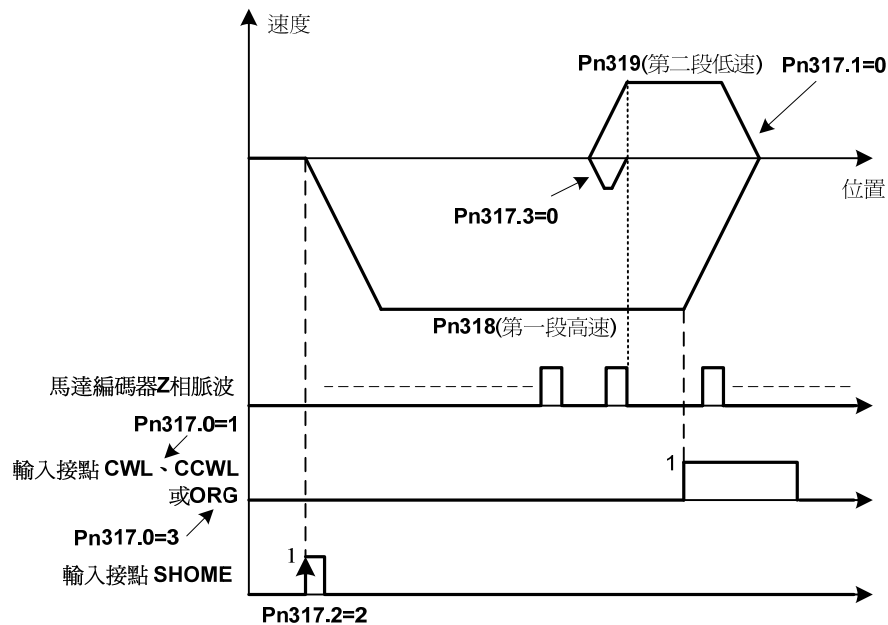 速度
Pn319(第二段低速)
Pn317.1=0
位置
Pn317.3=0
Pn318(第一段高速)
馬達編碼器Z相脈波
Pn317.0=1
輸入接點 CWL、CCWL
或ORG
1
Pn317.0=3
1
輸入接點 SHOME
Pn317.2=2